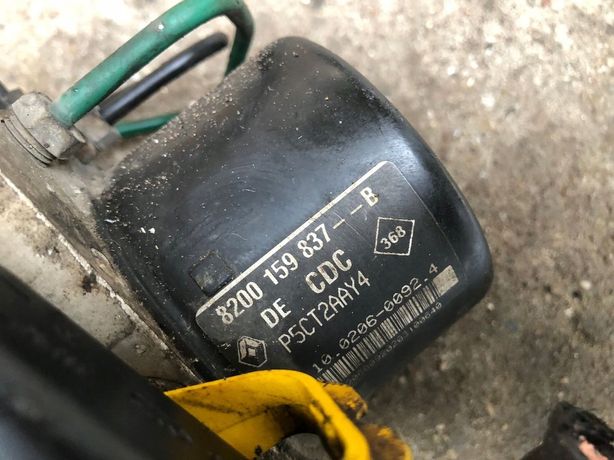 8200 159 837---B
DE CDC
368
P5CT2AAY4
10.0206-0092.4